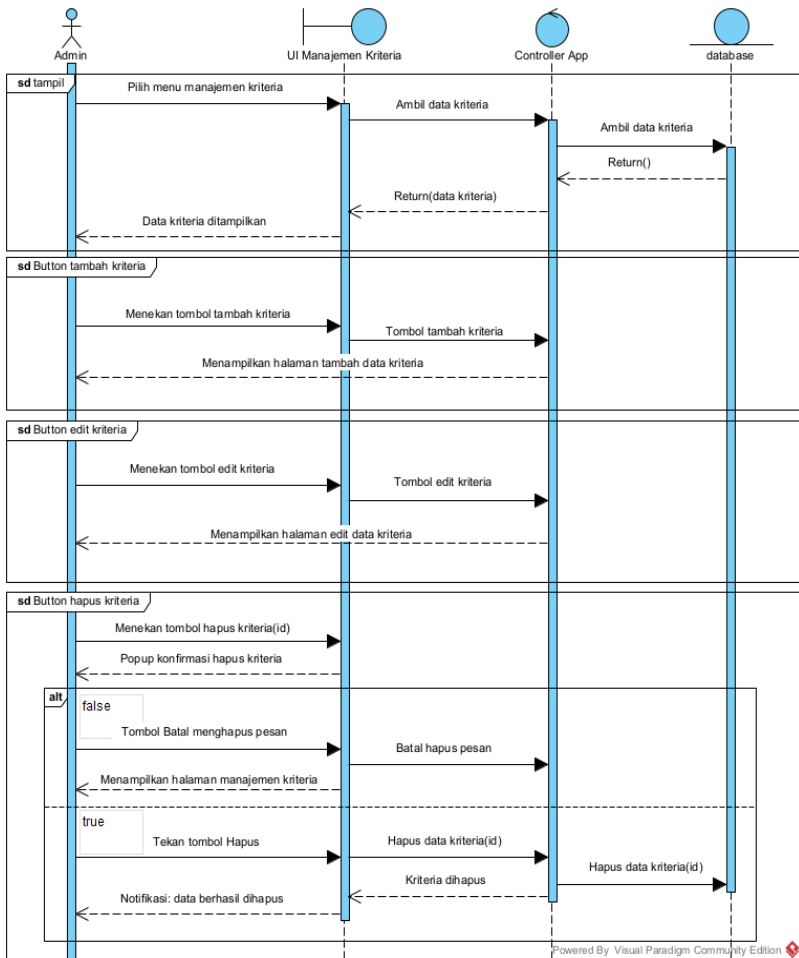 Admin
UI Manajemen Kriteria
Controller App
database
sd tampil
Pilih menu manajemen kriteria
Ambil data kriteria
Ambil data kriteria
Return()
Return(data kriteria)
Data kriteria ditampilkan
sd Button tambah kriteria
Menekan tombol tambah kriteria
Tombol tambah kriteria
Menampilkan halaman tambah data kriteria
sd Button edit kriteria
Menekan tombol edit kriteria
Tombol edit kriteria
Menampilkan halaman edit data kriteria
sd Button hapus kriteria
Menekan tombol hapus kriteria(id)
Popup konfirmasi hapus kriteria
alt
false
Tombol Batal menghapus pesan
Batal hapus pesan
Menampilkan halaman manajemen kriteria
true
Tekan tombol Hapus
Hapus data kriteria(id)
Hapus data kriteria(id)
Kriteria dihapus
Notifikasi: data berhasil dihapus
Powered By Visual Paradigm Community Edition